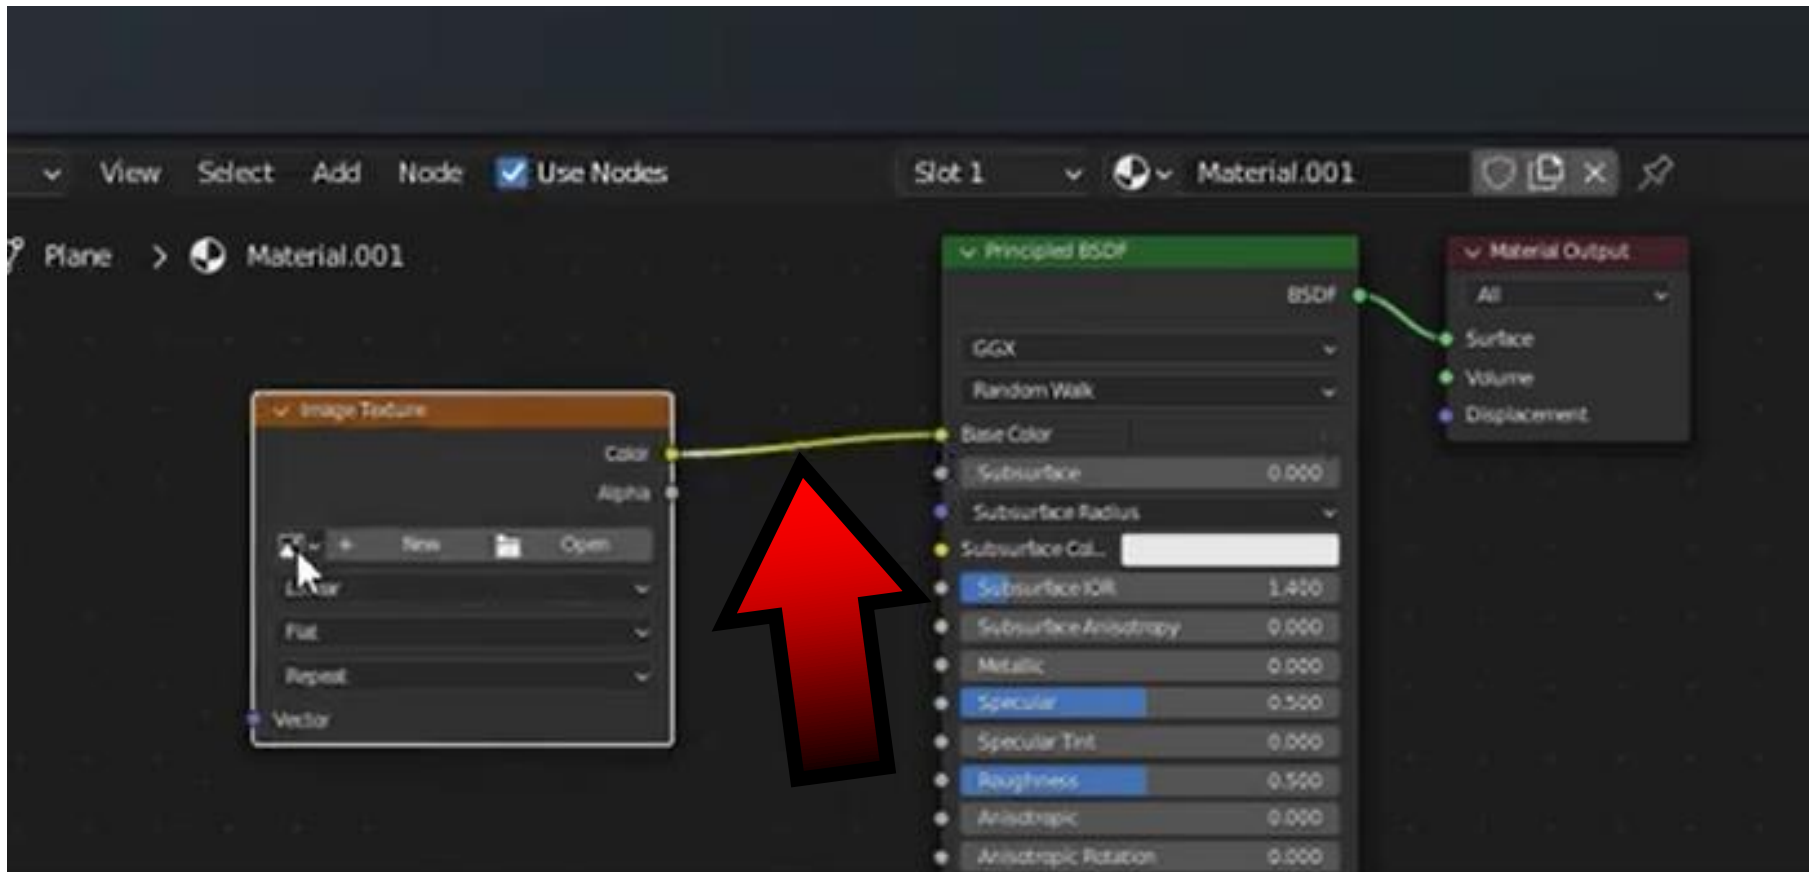 View Select Add Node Use Nodes Slot 1 Material.001
Plane > Material.001
Image Texture
Color
Alpha
+ New Open
Linear
Flat
Repeat
Vector
Principled BSDF
BSDF
GGX
Random Walk
Base Color
Subsurface 0.000
Subsurface Radius
Subsurface Col...
Subsurface IOR 1.400
Subsurface Anisotropy 0.000
Metallic 0.000
Specular 0.500
Specular Tint 0.000
Roughness 0.500
Anisotropic 0.000
Anisotropic Rotation 0.000
Material Output
All
Surface
Volume
Displacement